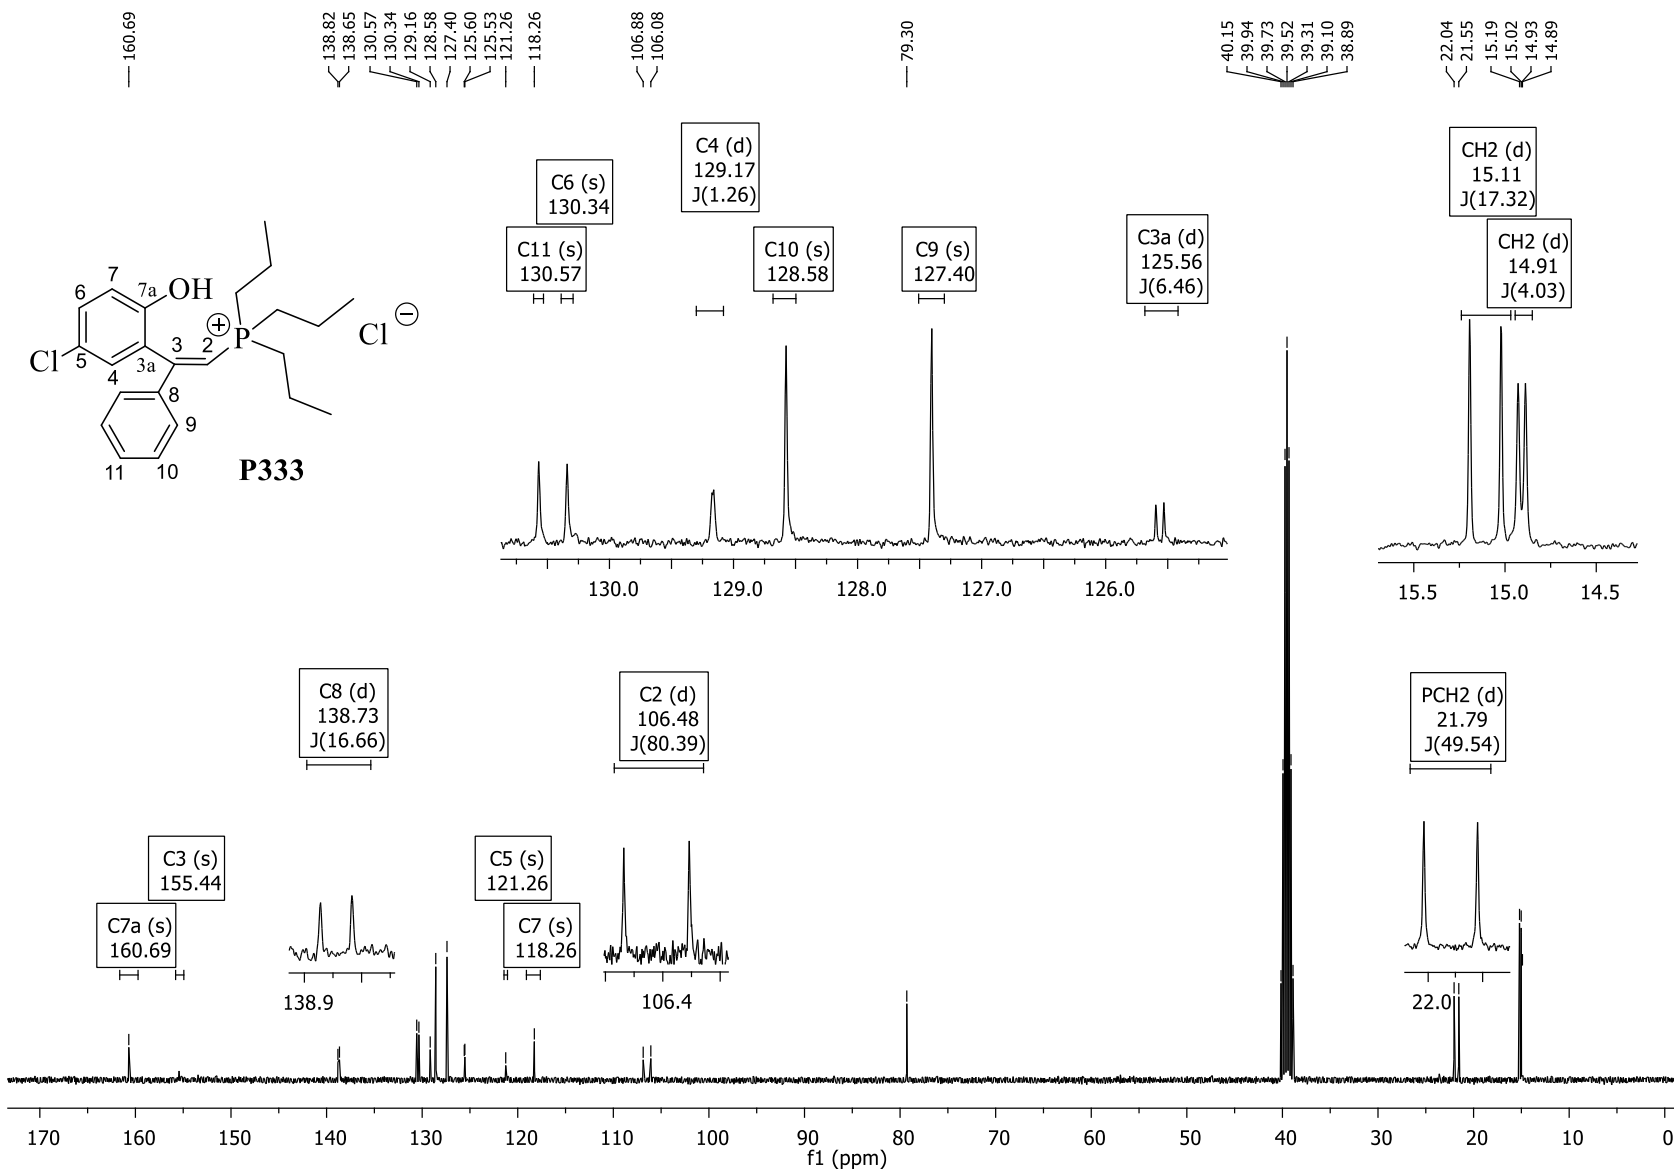 160.69
138.82
138.65
130.57
130.34
129.16
128.58
127.40
125.60
125.53
121.26
118.26
106.88
106.08
79.30
40.15
39.94
39.73
39.52
39.31
39.10
38.89
22.04
21.55
15.19
15.02
14.93
14.89
C4 (d)
129.17
J(1.26)
CH2 (d)
15.11
J(17.32)
C6 (s)
130.34
C11 (s)
130.57
C10 (s)
128.58
C9 (s)
127.40
C3a (d)
125.56
J(6.46)
CH2 (d)
14.91
J(4.03)
7
6
7a
OH
+
P
Cl
−
Cl
5
4
3a
3
2
8
9
11
10
P333
130.0
129.0
128.0
127.0
126.0
15.5
15.0
14.5
C8 (d)
138.73
J(16.66)
C2 (d)
106.48
J(80.39)
PCH2 (d)
21.79
J(49.54)
C3 (s)
155.44
C7a (s)
160.69
C5 (s)
121.26
C7 (s)
118.26
138.9
106.4
22.0
170
160
150
140
130
120
110
100
90
80
70
60
50
40
30
20
10
0
f1 (ppm)